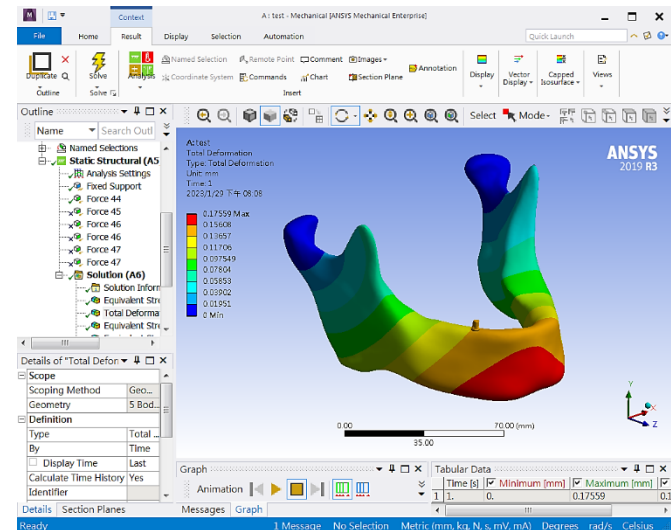 A : test - Mechanical [ANSYS Mechanical Enterprise]
Context
File Home Result Display Selection Automation
Quick Launch
Duplicate
Solve
Analysis
Named Selection Remote Point Comment Images
Coordinate System Commands Chart Section Plane
Annotation
Display
Vector Display
Capped Isosurface
Views
Outline Solve Insert
Outline
Name Search Outl
Select Mode
Named Selections
Static Structural (A5
Analysis Settings
Fixed Support
Force 44
Force 45
Force 46
Force 46
Force 47
Force 47
Solution (A6)
Solution Inforn
Equivalent Stre
Total Deforma
Equivalent Stre
A: test
Total Deformation
Type: Total Deformation
Unit: mm
Time: 1
2023/1/29 下午 08:08
0.17559 Max
0.15608
0.13657
0.11706
0.097549
0.07804
0.05853
0.03902
0.01951
0 Min
ANSYS
2019 R3
0.00 70.00 (mm)
35.00
Y
X
Z
Details of "Total Defor
Scope
Scoping Method Geo...
Geometry 5 Bod...
Definition
Type Total ...
By Time
Display Time Last
Calculate Time History Yes
Identifier
Details Section Planes
Graph
Animation
Messages Graph
Tabular Data
Time [s] Minimum [mm] Maximum [mm]
1 1. 0. 0.17559 0.1
Ready 1 Message No Selection Metric (mm, kg, N, s, mV, mA) Degrees rad/s Celsius